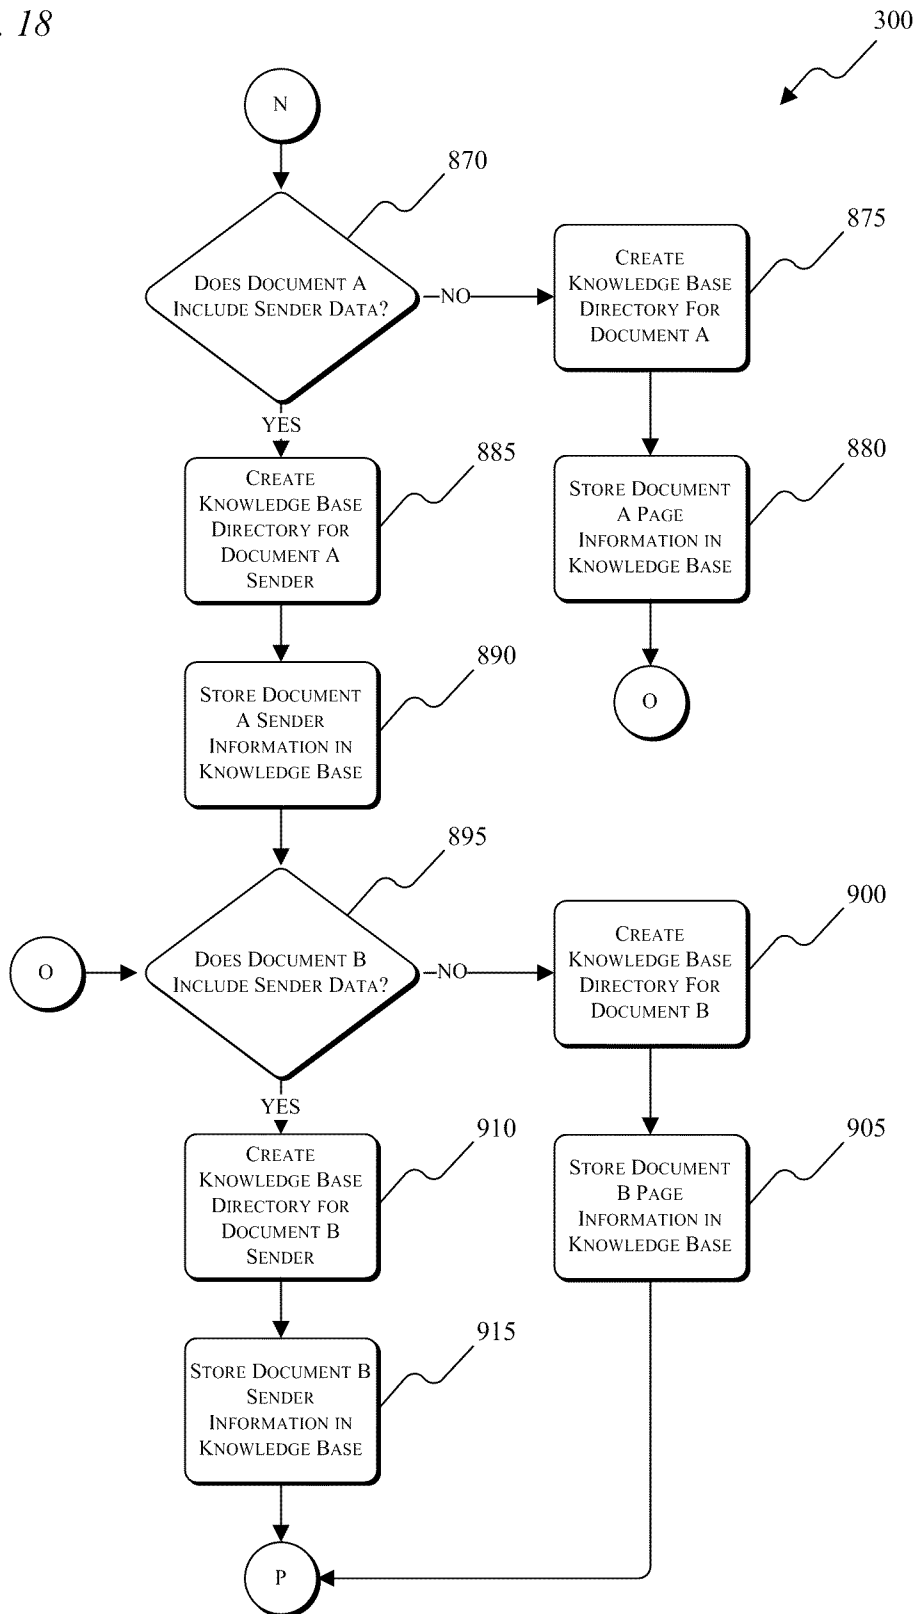 . 18
300
N
870
DOES DOCUMENT A
INCLUDE SENDER DATA?
NO
875
CREATE
KNOWLEDGE BASE
DIRECTORY FOR
DOCUMENT A
YES
885
CREATE
KNOWLEDGE BASE
DIRECTORY FOR
DOCUMENT A
SENDER
880
STORE DOCUMENT
A PAGE
INFORMATION IN
KNOWLEDGE BASE
890
STORE DOCUMENT
A SENDER
INFORMATION IN
KNOWLEDGE BASE
O
895
O
DOES DOCUMENT B
INCLUDE SENDER DATA?
NO
900
CREATE
KNOWLEDGE BASE
DIRECTORY FOR
DOCUMENT B
YES
910
CREATE
KNOWLEDGE BASE
DIRECTORY FOR
DOCUMENT B
SENDER
905
STORE DOCUMENT
B PAGE
INFORMATION IN
KNOWLEDGE BASE
915
STORE DOCUMENT B
SENDER
INFORMATION IN
KNOWLEDGE BASE
P